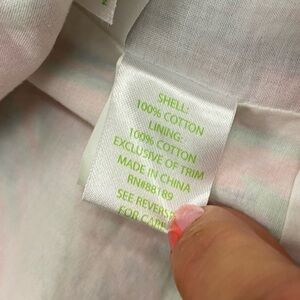 SHELL:
100% COTTON
LINING:
100% COTTON
EXCLUSIVE OF TRIM
MADE IN CHINA
RN#88189
SEE REVERSE
FOR CARE